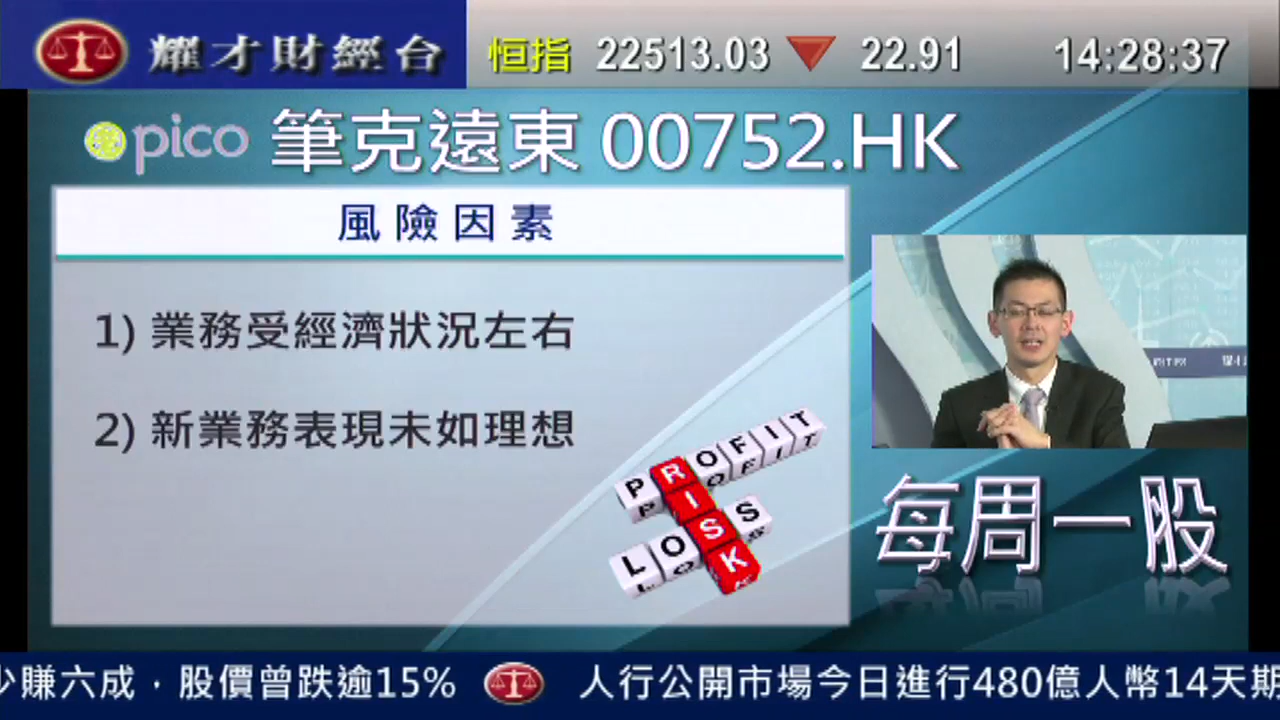 耀才財經台
恒指 22513.03 ▼ 22.91 14:28:37
pico 筆克遠東 00752.HK
風險因素
1) 業務受經濟狀況左右
2) 新業務表現未如理想
PROFIT
RISK
LOSS
每周一股
少賺六成．股價曾跌逾15% 人行公開市場今日進行480億人幣14天期